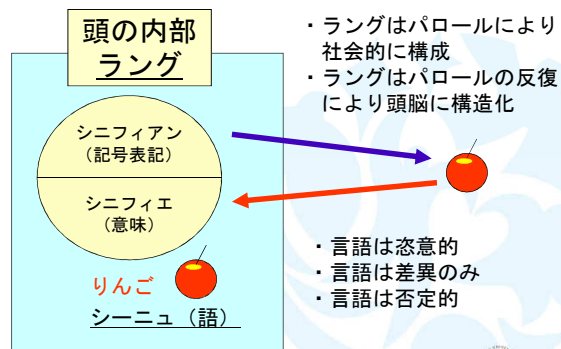 頭の内部
ラング
シニフィアン
（記号表記）
シニフィエ
（意味）
りんご
シーニュ（語）
・ラングはパロールにより
社会的に構成
・ラングはパロールの反復
により頭脳に構造化
・言語は恣意的
・言語は差異のみ
・言語は否定的